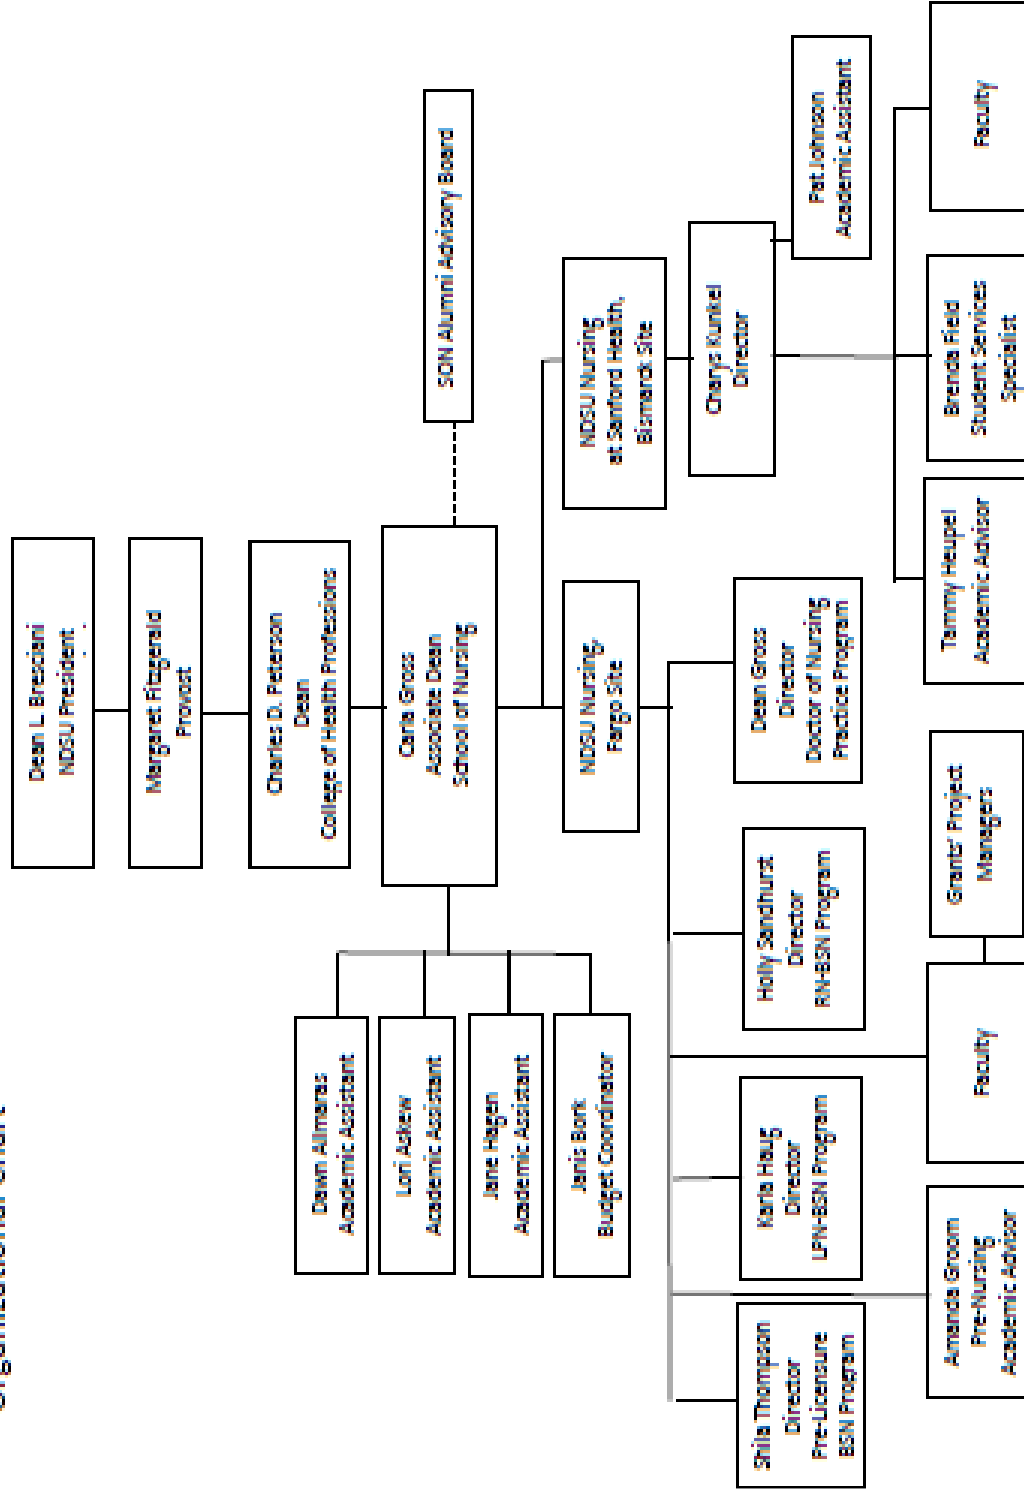 Organizational Chart
Dean L. Bresciani
NDSU President
Margaret Fitzgerald
Provost
Charles D. Peterson
Dean
College of Health Professions
Carla Gross
Associate Dean
School of Nursing
SON Alumni Advisory Board
Dawn Allmaras
Academic Assistant
Lori Askew
Academic Assistant
Jane Hagen
Academic Assistant
Janis Bork
Budget Coordinator
NDSU Nursing,
Fargo Site
NDSU Nursing
at Sanford Health,
Bismarck Site
Charys Kunkel
Director
Pat Johnson
Academic Assistant
Shila Thompson
Director
Pre-Licensure
BSN Program
Karla Haug
Director
LPN-BSN Program
Holly Sandhurst
Director
RN-BSN Program
Dean Gross
Director
Doctor of Nursing
Practice Program
Amanda Groom
Pre-Nursing
Academic Advisor
Faculty
Grants' Project
Managers
Tammy Heupel
Academic Advisor
Brenda Field
Student Services
Specialist
Faculty